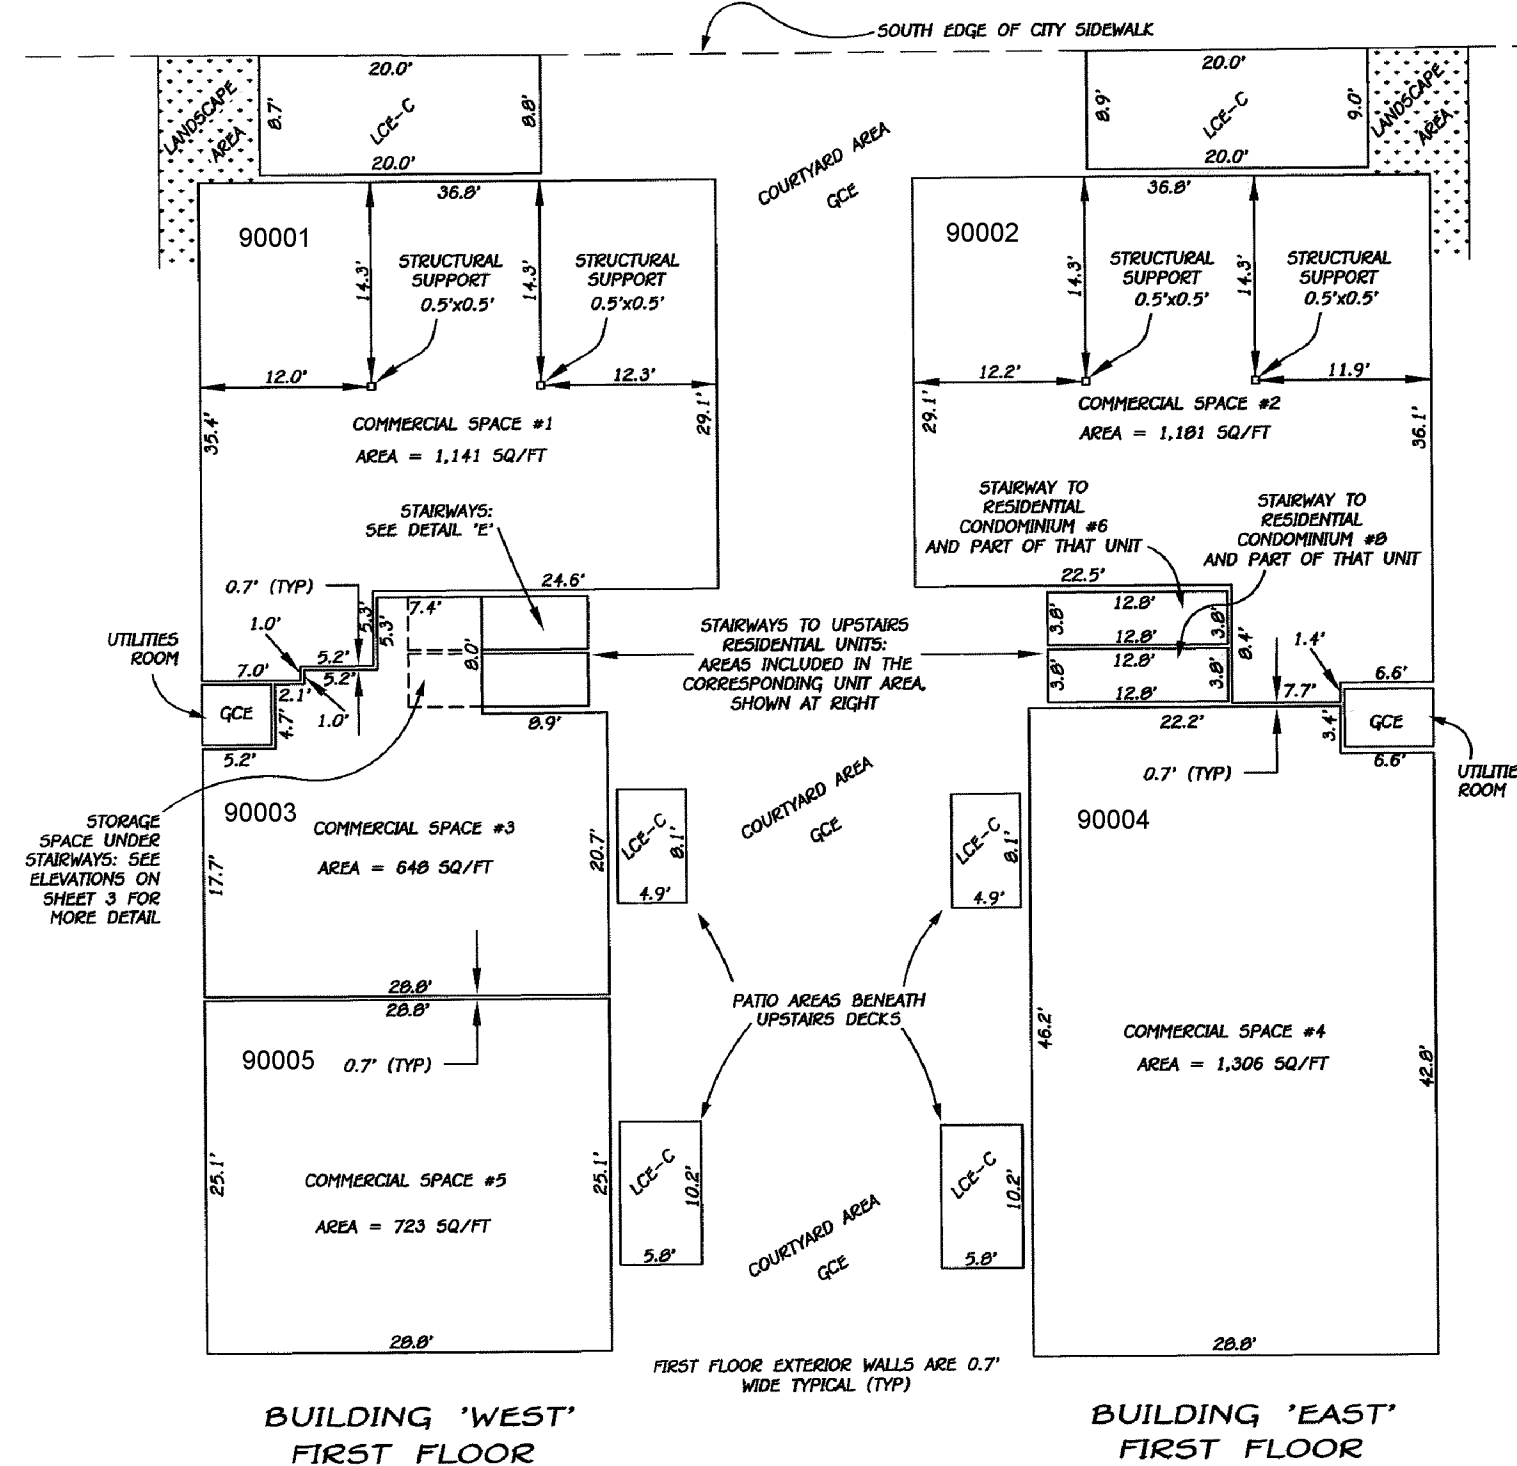 SOUTH EDGE OF CITY SIDEWALK
LANDSCAPE
AREA
20.0'
8.7'
LCE-C
8.8'
20.0'
COURTYARD AREA
GCE
20.0'
8.9'
LCE-C
9.0'
20.0'
LANDSCAPE
AREA
36.8'
90001
14.3'
STRUCTURAL
SUPPORT
0.5'x0.5'
14.3'
STRUCTURAL
SUPPORT
0.5'x0.5'
12.0'
12.3'
35.4'
29.1'
COMMERCIAL SPACE #1
AREA = 1,141 SQ/FT
STAIRWAYS:
SEE DETAIL 'E'
24.6'
36.8'
90002
14.3'
STRUCTURAL
SUPPORT
0.5'x0.5'
14.3'
STRUCTURAL
SUPPORT
0.5'x0.5'
12.2'
11.9'
29.1'
36.1'
COMMERCIAL SPACE #2
AREA = 1,181 SQ/FT
STAIRWAY TO
RESIDENTIAL
CONDOMINIUM #6
AND PART OF THAT UNIT
STAIRWAY TO
RESIDENTIAL
CONDOMINIUM #8
AND PART OF THAT UNIT
22.5'
0.7' (TYP)
1.0'
UTILITIES
ROOM
7.0'
5.2'
5.2'
5.3'
5.3'
7.4'
8.0'
2.1'
1.0'
GCE
4.7'
5.2'
8.9'
STAIRWAYS TO UPSTAIRS
RESIDENTIAL UNITS:
AREAS INCLUDED IN THE
CORRESPONDING UNIT AREA,
SHOWN AT RIGHT
12.8'
3.8'
3.8'
12.8'
12.8'
3.8'
3.8'
12.8'
8.4'
1.4'
7.7'
6.6'
22.2'
3.4'
GCE
6.6'
0.7' (TYP)
UTILITIE
ROOM
STORAGE
SPACE UNDER
STAIRWAYS: SEE
ELEVATIONS ON
SHEET 3 FOR
MORE DETAIL
90003
COMMERCIAL SPACE #3
AREA = 648 SQ/FT
17.7'
20.7'
28.8'
LCE-C
8.1'
4.9'
COURTYARD AREA
GCE
LCE-C
8.1'
4.9'
90004
COMMERCIAL SPACE #4
AREA = 1,306 SQ/FT
46.2'
42.8'
28.8'
PATIO AREAS BENEATH
UPSTAIRS DECKS
28.8'
90005
0.7' (TYP)
25.1'
25.1'
COMMERCIAL SPACE #5
AREA = 723 SQ/FT
28.8'
LCE-C
10.2'
5.8'
COURTYARD AREA
GCE
LCE-C
10.2'
5.8'
FIRST FLOOR EXTERIOR WALLS ARE 0.7'
WIDE TYPICAL (TYP)
BUILDING 'WEST'
FIRST FLOOR
BUILDING 'EAST'
FIRST FLOOR